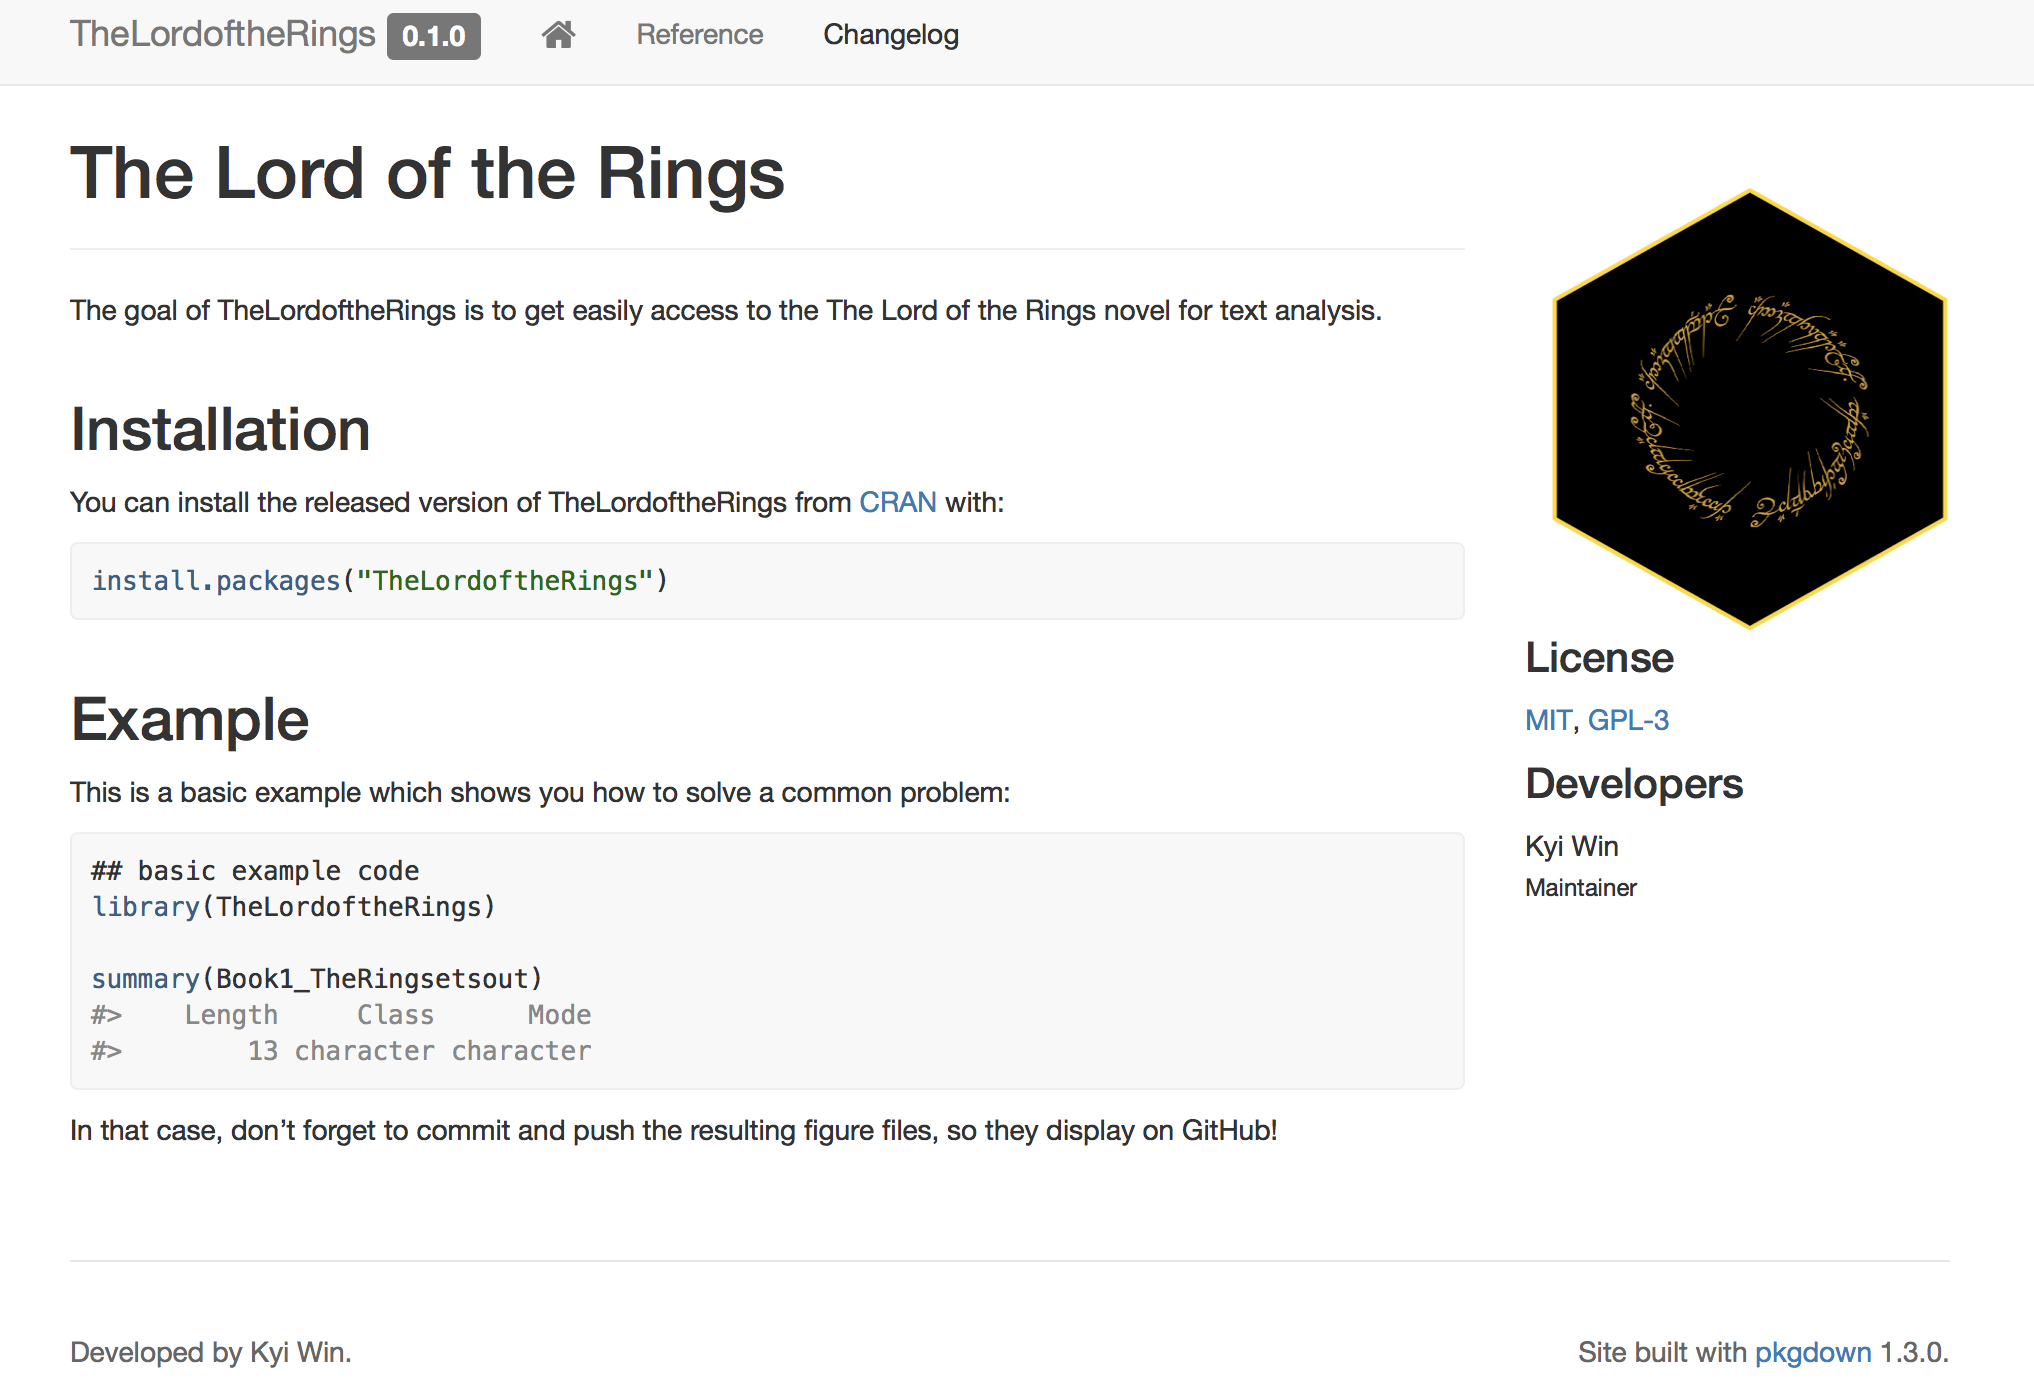 TheLordoftheRings 0.1.0 Reference Changelog
The Lord of the Rings
The goal of TheLordoftheRings is to get easily access to the The Lord of the Rings novel for text analysis.
Installation
You can install the released version of TheLordoftheRings from CRAN with:
install.packages("TheLordoftheRings")
Example
This is a basic example which shows you how to solve a common problem:
## basic example code
library(TheLordoftheRings)
summary(Book1_TheRingsetsout)
#>    Length     Class      Mode
#>        13 character character
In that case, don’t forget to commit and push the resulting figure files, so they display on GitHub!
License
MIT, GPL-3
Developers
Kyi Win
Maintainer
Developed by Kyi Win.
Site built with pkgdown 1.3.0.